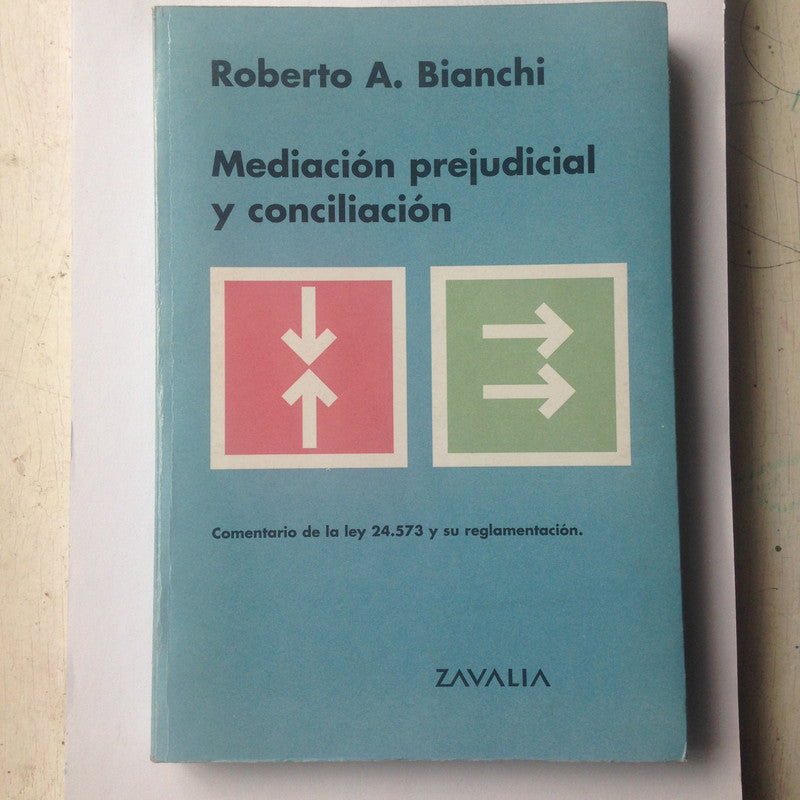 Roberto A. Bianchi
Mediación prejudicial
y conciliación
Comentario de la ley 24.573 y su reglamentación.
ZAVALIA